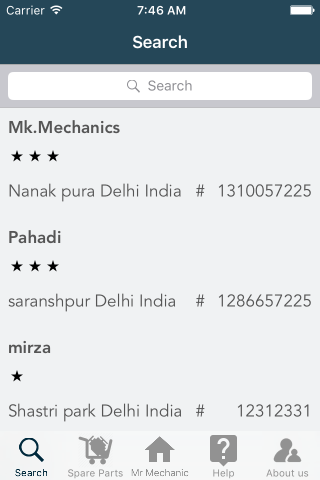 Carrier 7:46 AM
Search
Search
Mk.Mechanics
★ ★ ★
Nanak pura Delhi India # 1310057225
Pahadi
★ ★ ★
saranshpur Delhi India # 1286657225
mirza
★
Shastri park Delhi India # 12312331
Search Spare Parts Mr Mechanic Help About us